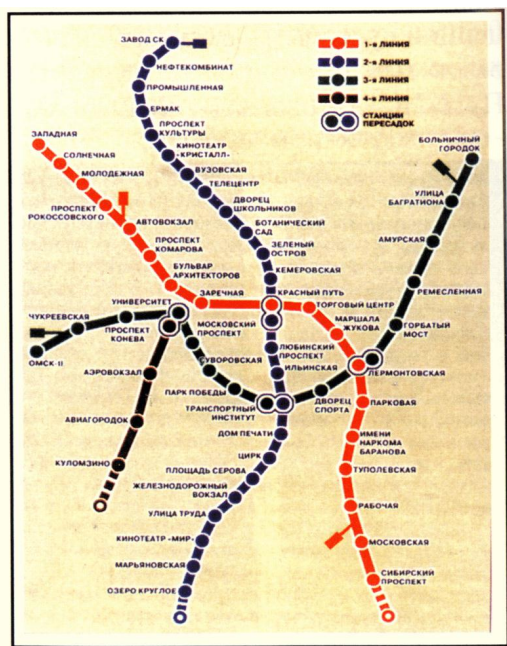 ЗАВОД СК
НЕФТЕКОМБИНАТ
ПРОМЫШЛЕННАЯ
ЕРМАК
ПРОСПЕКТ
КУЛЬТУРЫ
КИНОТЕАТР
«КРИСТАЛЛ»
ВУЗОВСКАЯ
ТЕЛЕЦЕНТР
ДВОРЕЦ
ШКОЛЬНИКОВ
БОТАНИЧЕСКИЙ
САД
ЗЕЛЕНЫЙ
ОСТРОВ
КЕМЕРОВСКАЯ
КРАСНЫЙ ПУТЬ
1-я ЛИНИЯ
2-я ЛИНИЯ
3-я ЛИНИЯ
4-я ЛИНИЯ
СТАНЦИИ
ПЕРЕСАДОК
ЗАПАДНАЯ
СОЛНЕЧНАЯ
МОЛОДЕЖНАЯ
ПРОСПЕКТ
РОКОССОВСКОГО
АВТОВОКЗАЛ
ПРОСПЕКТ
КОМАРОВА
БУЛЬВАР
АРХИТЕКТОРОВ
ЗАРЕЧНАЯ
ТОРГОВЫЙ ЦЕНТР
МАРШАЛА
ЖУКОВА
БОЛЬНИЧНЫЙ
ГОРОДОК
УЛИЦА
БАГРАТИОНА
АМУРСКАЯ
РЕМЕСЛЕННАЯ
ГОРБАТЫЙ
МОСТ
ЛЕРМОНТОВСКАЯ
УНИВЕРСИТЕТ
ЧУКРЕЕВСКАЯ
ПРОСПЕКТ
КОНЕВА
ОМСК-II
МОСКОВСКИЙ
ПРОСПЕКТ
СУВОРОВСКАЯ
ПАРК ПОБЕДЫ
ТРАНСПОРТНЫЙ
ИНСТИТУТ
ЛЮБИНСКИЙ
ПРОСПЕКТ
ИЛЬИНСКАЯ
ДВОРЕЦ
СПОРТА
АЭРОВОКЗАЛ
АВИАГОРОДОК
КУЛОМЗИНО
ДОМ ПЕЧАТИ
ЦИРК
ПЛОЩАДЬ СЕРОВА
ЖЕЛЕЗНОДОРОЖНЫЙ
ВОКЗАЛ
УЛИЦА ТРУДА
КИНОТЕАТР «МИР»
МАРЬЯНОВСКАЯ
ОЗЕРО КРУГЛОЕ
ПАРКОВАЯ
ИМЕНИ
НАРКОМА
БАРАНОВА
ТУПОЛЕВСКАЯ
РАБОЧАЯ
МОСКОВСКАЯ
СИБИРСКИЙ
ПРОСПЕКТ